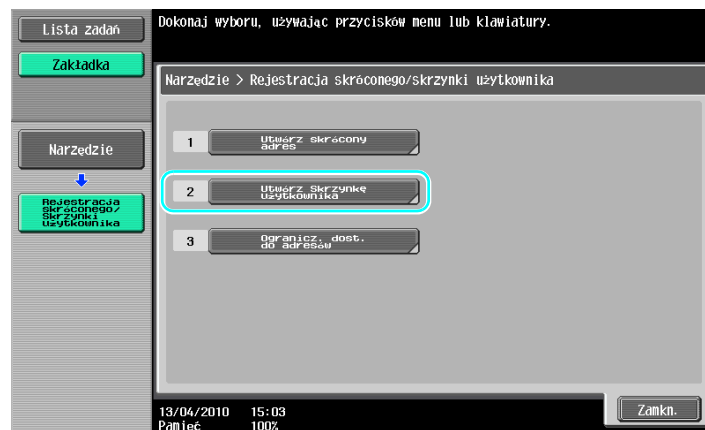 Lista zadań
Zakładka
Dokonaj wyboru, używając przycisków menu lub klawiatury.
Narzędzie > Rejestracja skróconego/skrzynki użytkownika
Narzędzie
Rejestracja
skróconego/
Skrzynki
użytkownika
1
Utwórz skrócony
adres
2
Utwórz Skrzynkę
użytkownika
3
Ogranicz. dost.
do adresów
13/04/2010 15:03
Pamięć 100%
Zamkn.